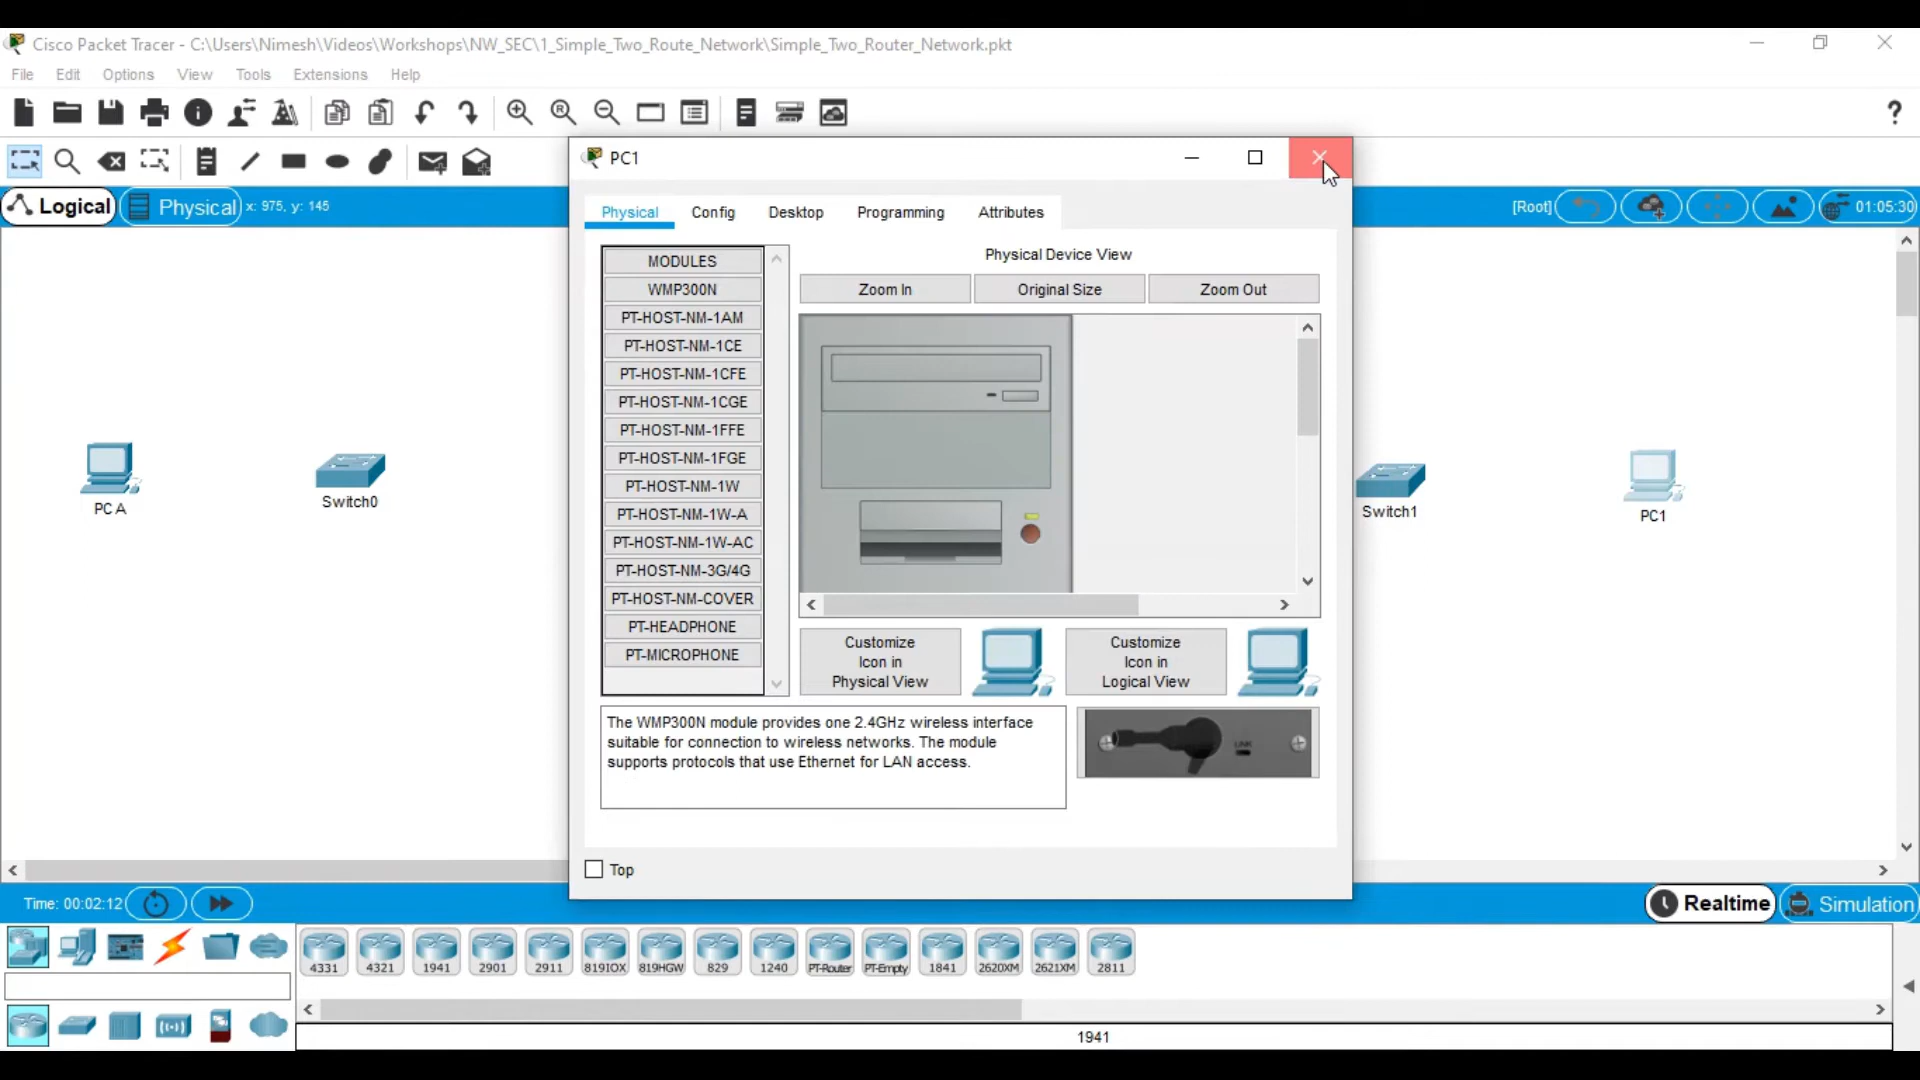 Cisco Packet Tracer - C:\Users\Nimesh\Videos\Workshops\NW_SEC\1_Simple_Two_Route_Network\Simple_Two_Router_Network.pkt
File Edit Options View Tools Extensions Help
?
Logical Physical x: 975, y: 145 [Root] 01:05:30
PC1
Physical Config Desktop Programming Attributes
MODULES
WMP300N
PT-HOST-NM-1AM
PT-HOST-NM-1CE
PT-HOST-NM-1CFE
PT-HOST-NM-1CGE
PT-HOST-NM-1FFE
PT-HOST-NM-1FGE
PT-HOST-NM-1W
PT-HOST-NM-1W-A
PT-HOST-NM-1W-AC
PT-HOST-NM-3G/4G
PT-HOST-NM-COVER
PT-HEADPHONE
PT-MICROPHONE
Physical Device View
Zoom In Original Size Zoom Out
Customize
Icon in
Physical View
Customize
Icon in
Logical View
The WMP300N module provides one 2.4GHz wireless interface
suitable for connection to wireless networks. The module
supports protocols that use Ethernet for LAN access.
Top
PC A
Switch0
Switch1
PC1
Time: 00:02:12 Realtime Simulation
4331 4321 1941 2901 2911 819IOX 819HGW 829 1240 PT-Router PT-Empty 1841 2620XM 2621XM 2811
1941